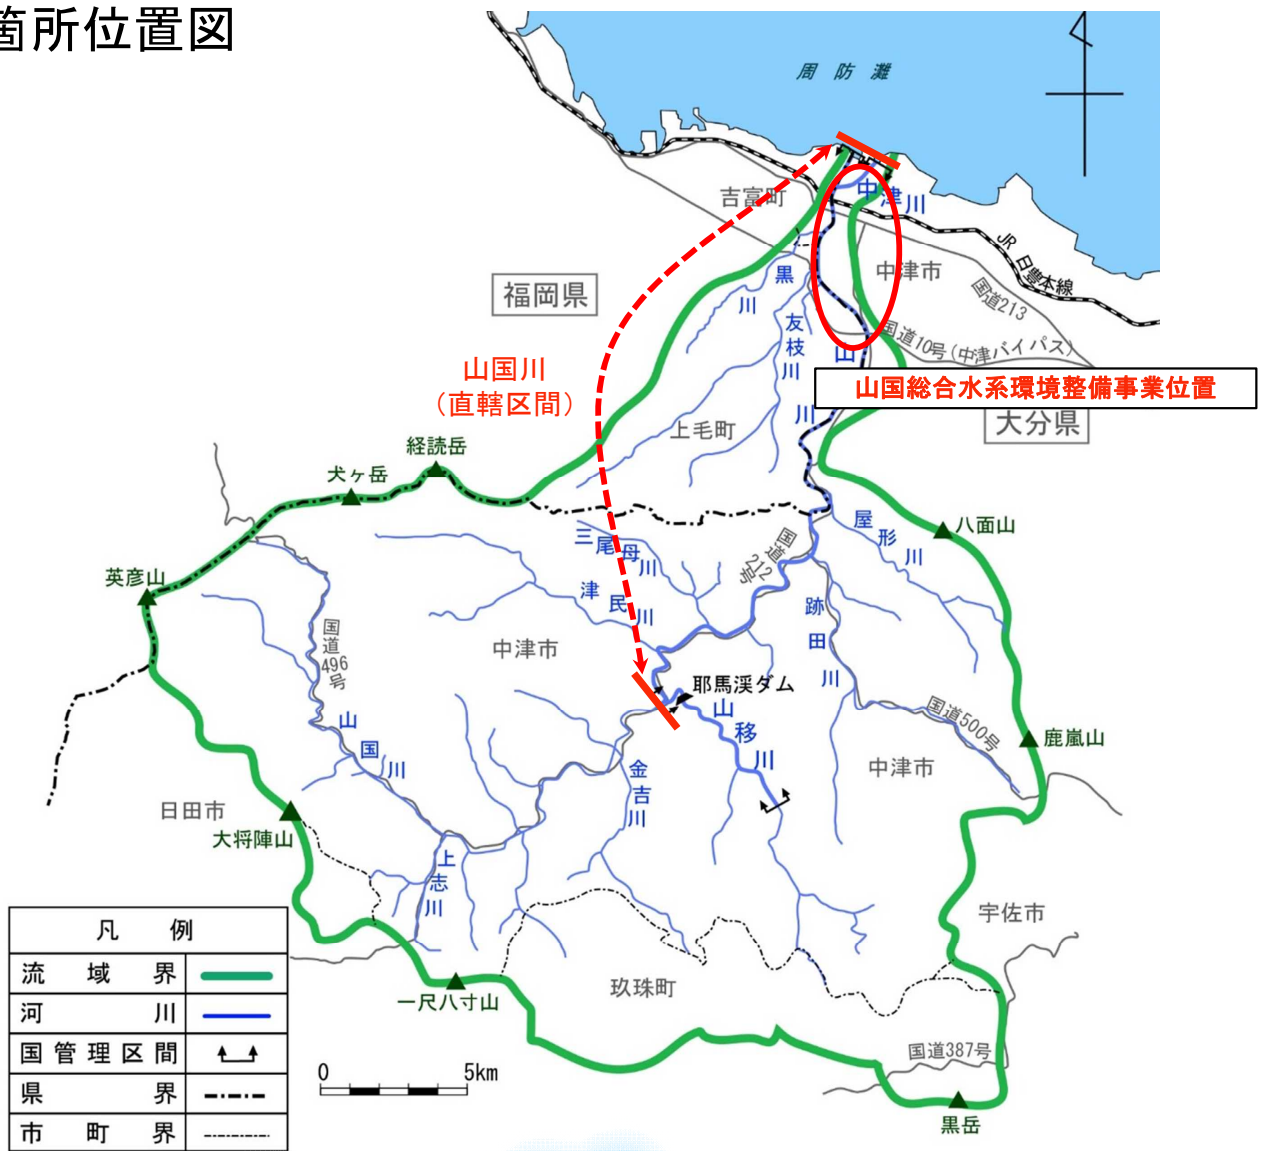 箇所位置図
周防灘
吉富町
中津川
中津市
JR日豊本線
国道213
国道10号(中津バイパス)
福岡県
黒川
友枝川
山国川
(直轄区間)
山
川
山国総合水系環境整備事業位置
大分県
上毛町
経読岳
犬ヶ岳
英彦山
八面山
屋形川
三尾母川
国道212号
津民川
跡田川
国道496号
中津市
耶馬渓ダム
山移川
国道500号
鹿嵐山
山国川
金吉川
中津市
日田市
大将陣山
上志川
宇佐市
玖珠町
一尺八寸山
国道387号
黒岳
0 5km
凡例
流域界
河川
国管理区間
県界
市町界